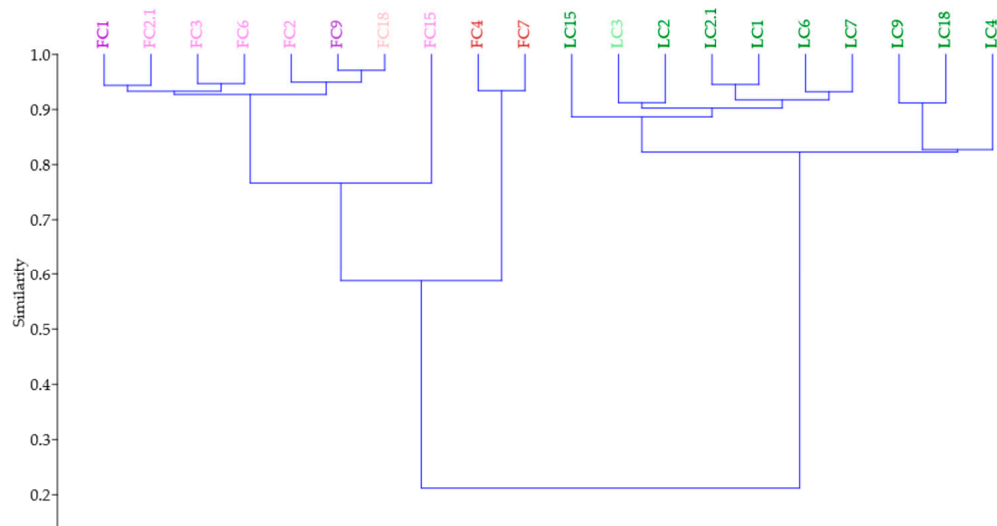 FC1
FC2.1
FC3
FC6
FC2
FC9
FC18
FC15
FC4
FC7
LC15
LC3
LC2
LC2.1
LC1
LC6
LC7
LC9
LC18
LC4
1.0
0.9
0.8
0.7
0.6
0.5
0.4
0.3
0.2
Similarity